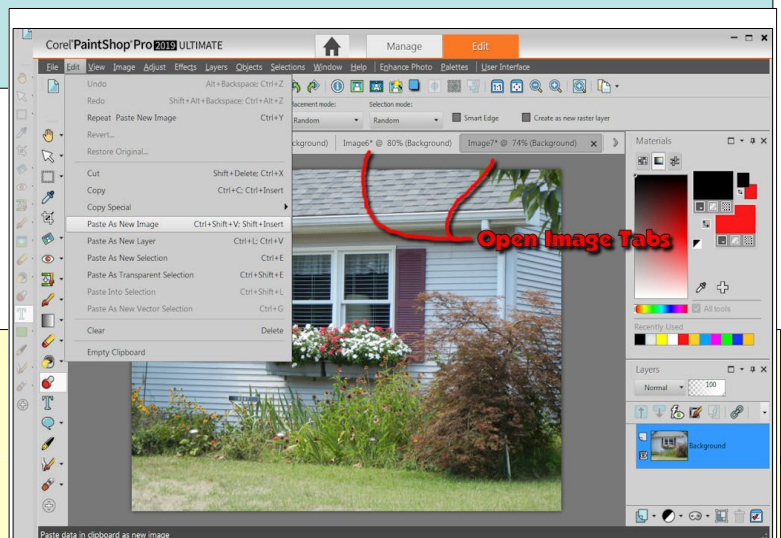 Corel® PaintShop® Pro 2019 ULTIMATE
Manage
Edit
File Edit View Image Adjust Effects Layers Objects Selections Window Help Enhance Photo Palettes User Interface
Undo Alt+Backspace; Ctrl+Z
Redo Shift+Alt+Backspace; Ctrl+Alt+Z
Repeat Paste New Image Ctrl+Y
Revert...
Restore Original...
Cut Shift+Delete; Ctrl+X
Copy Ctrl+C; Ctrl+Insert
Copy Special
Paste As New Image Ctrl+Shift+V; Shift+Insert
Paste As New Layer Ctrl+L; Ctrl+V
Paste As New Selection Ctrl+E
Paste As Transparent Selection Ctrl+Shift+E
Paste Into Selection Ctrl+Shift+L
Paste As New Vector Selection Ctrl+G
Clear Delete
Empty Clipboard
lacement mode: Selection mode:
Random Random Smart Edge Create as new raster layer
ckground) Image6* @ 80% (Background) Image7* @ 74% (Background)
Open Image Tabs
Materials
All tools
Recently Used
Layers
Normal 100
Background
Paste data in clipboard as new image